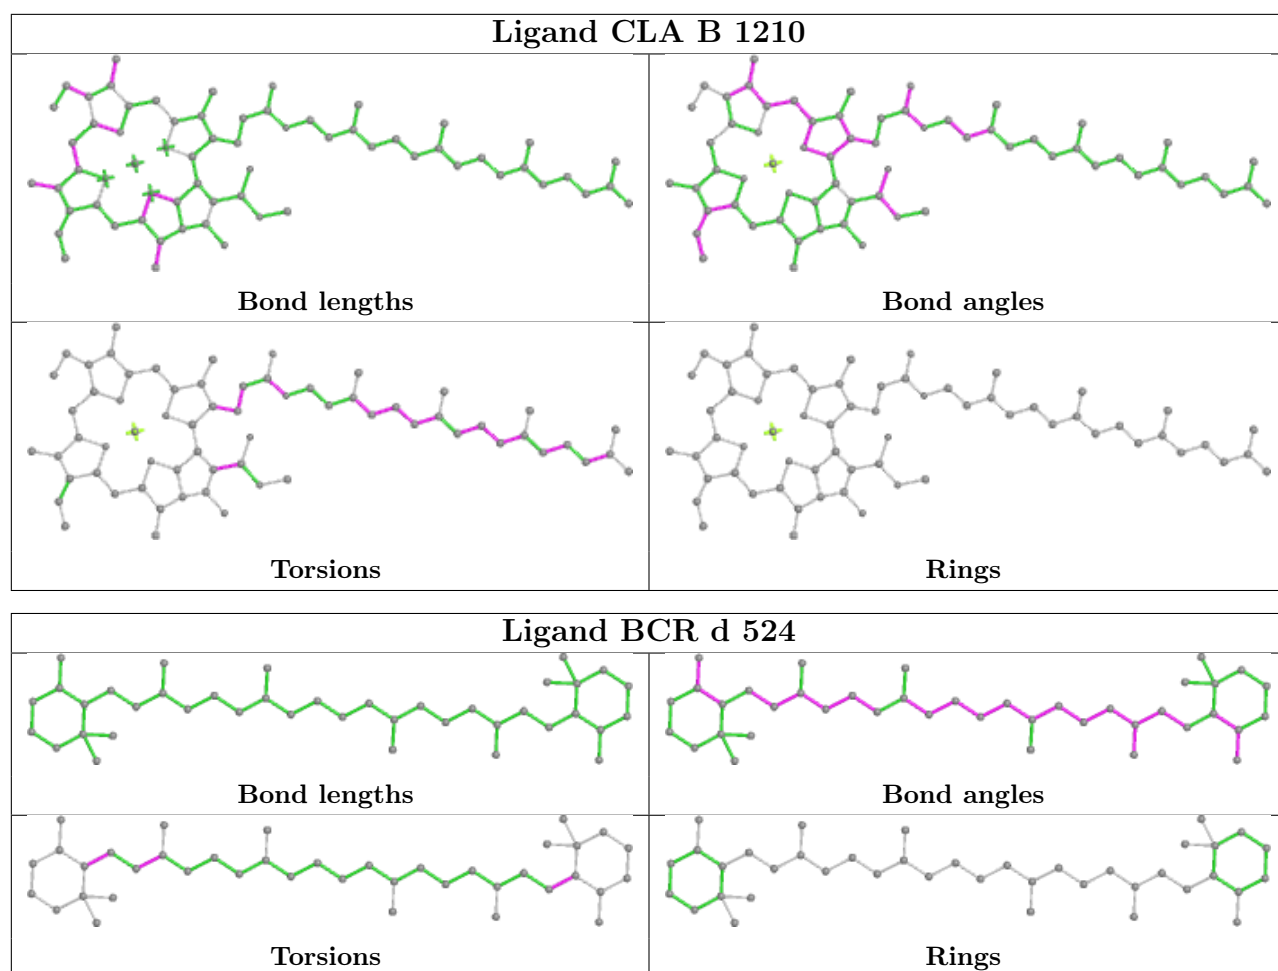 Ligand CLA B 1210
Bond lengths
Bond angles
Torsions
Rings
Ligand BCR d 524
Bond lengths
Bond angles
Torsions
Rings